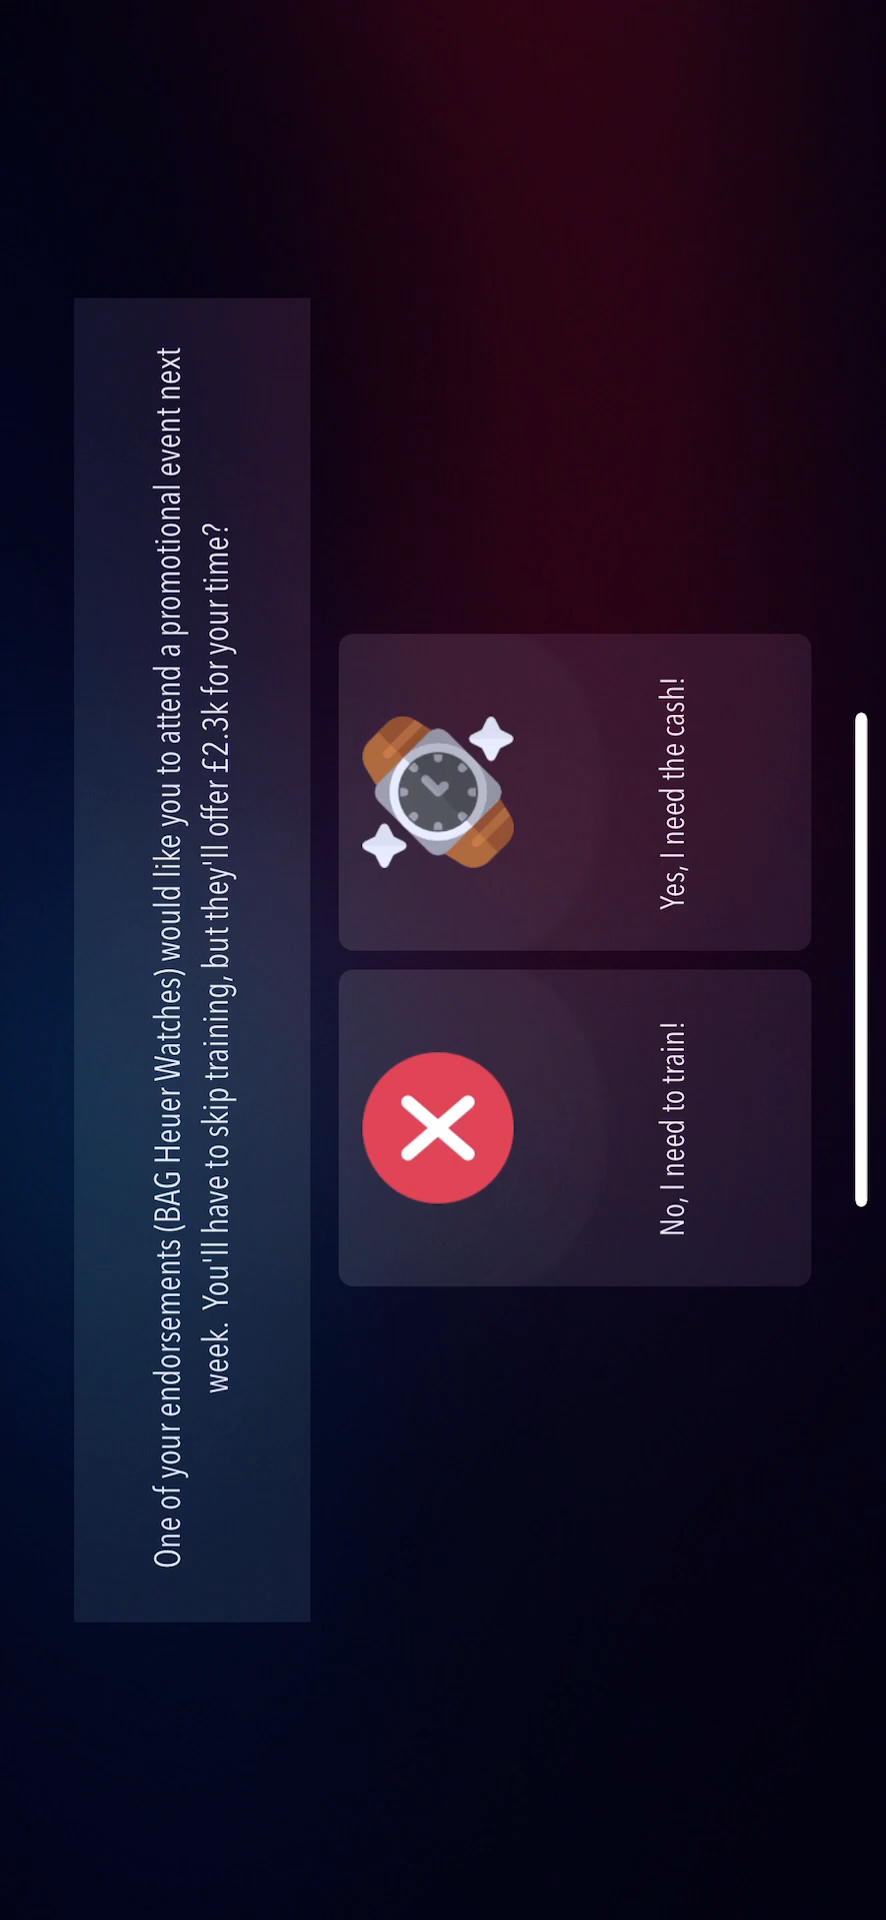 One of your endorsements (BAG Heuer Watches) would like you to attend a promotional event next
week. You'll have to skip training, but they'll offer £2.3k for your time?
No, I need to train!
Yes, I need the cash!